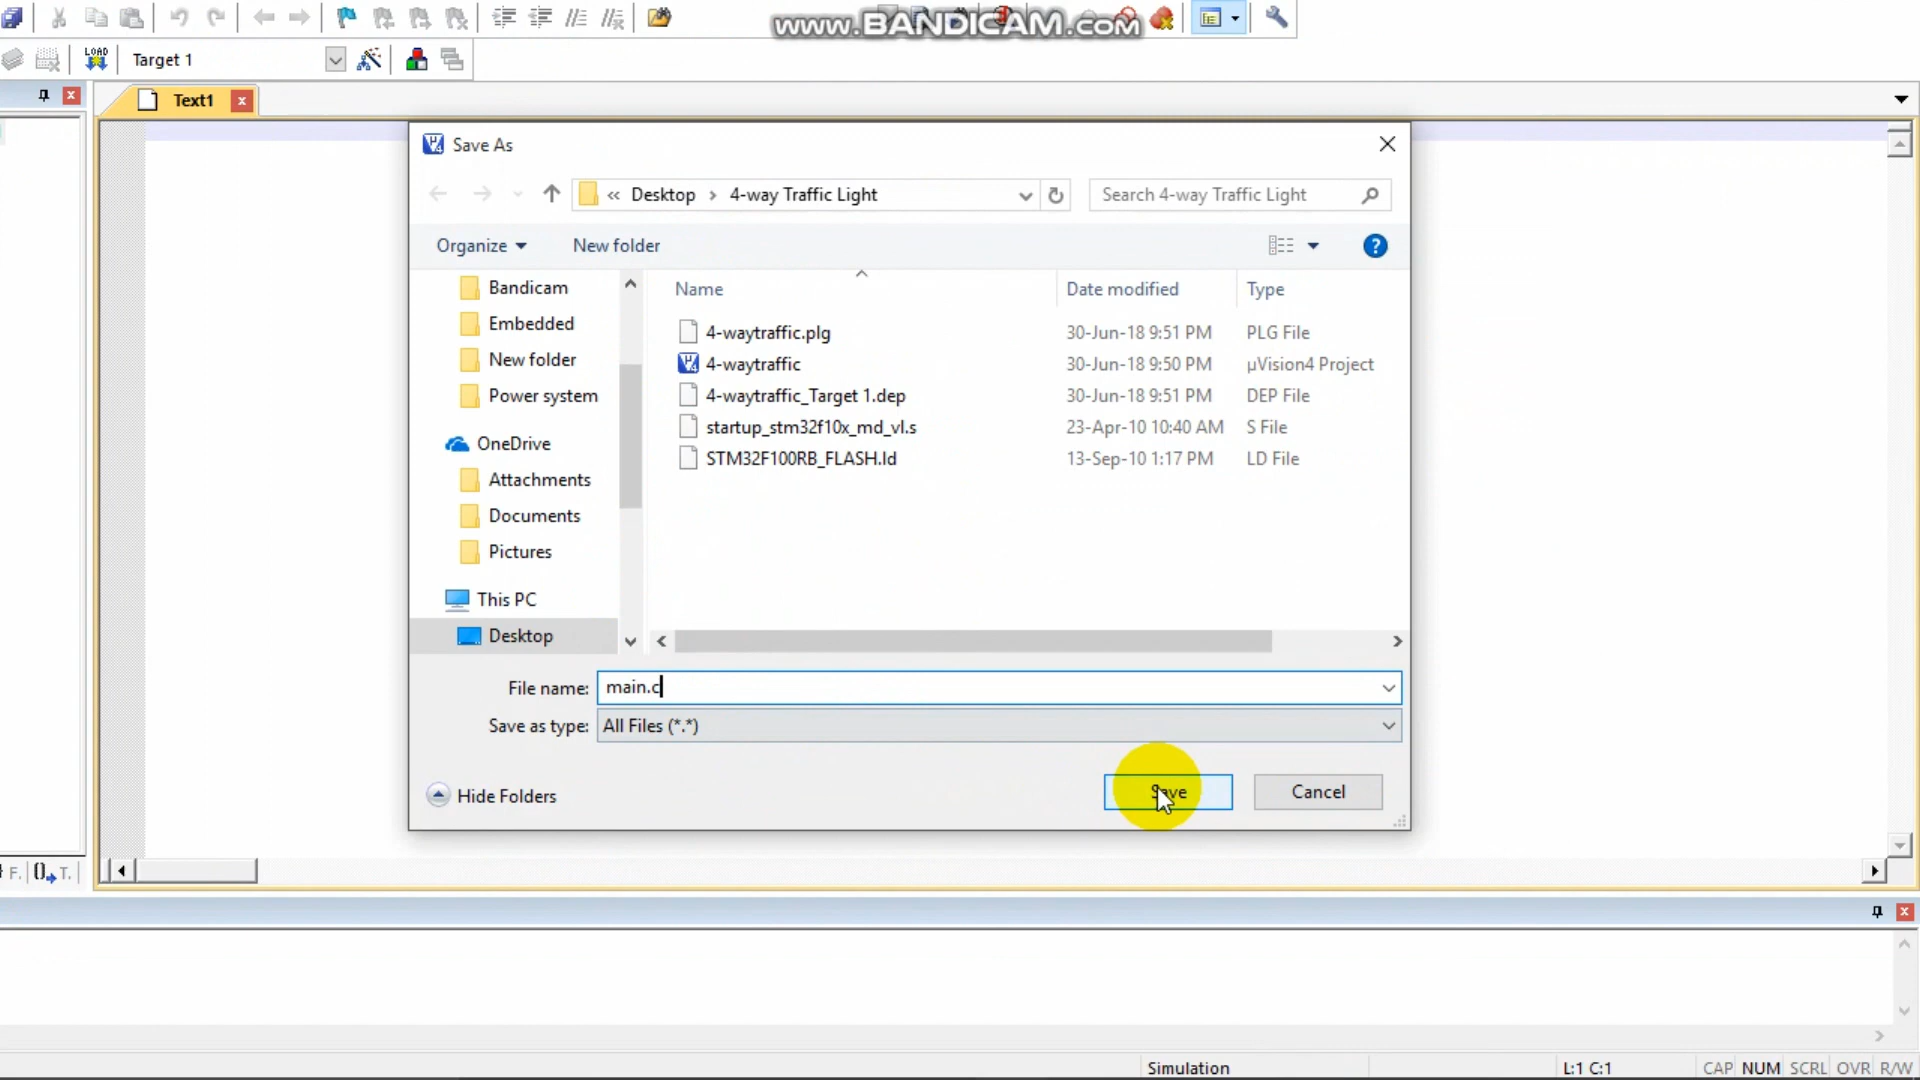 www.BANDICAM.com
LOAD
Target 1
Text1
Save As
« Desktop › 4-way Traffic Light
Search 4-way Traffic Light
Organize
New folder
Bandicam
Embedded
New folder
Power system
OneDrive
Attachments
Documents
Pictures
This PC
Desktop
Name Date modified Type
4-waytraffic.plg 30-Jun-18 9:51 PM PLG File
4-waytraffic 30-Jun-18 9:50 PM µVision4 Project
4-waytraffic_Target 1.dep 30-Jun-18 9:51 PM DEP File
startup_stm32f10x_md_vl.s 23-Apr-10 10:40 AM S File
STM32F100RB_FLASH.ld 13-Sep-10 1:17 PM LD File
File name: main.c
Save as type: All Files (*.*)
Hide Folders
Save
Cancel
F. T.
Simulation
L:1 C:1
CAP NUM SCRL OVR R/W